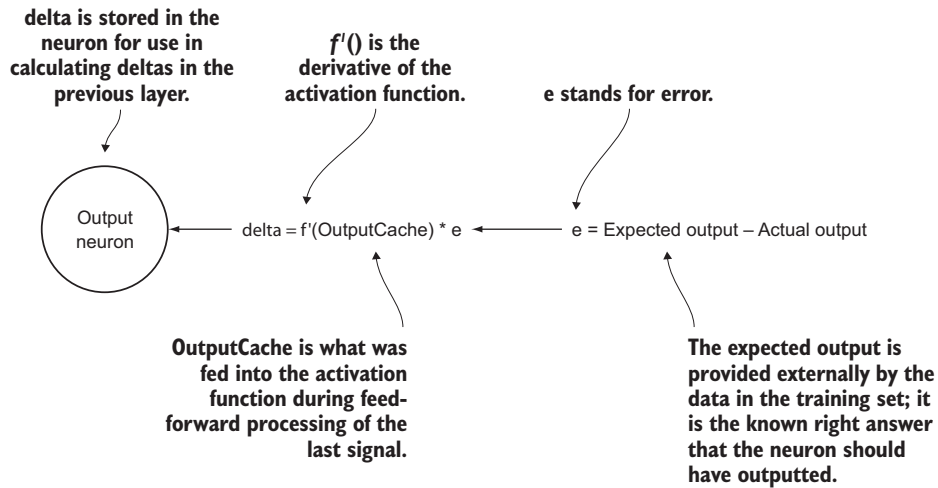 delta is stored in the
neuron for use in
calculating deltas in the
previous layer.
f'() is the
derivative of the
activation function.
e stands for error.
Output
neuron
delta = f'(OutputCache) * e
e = Expected output – Actual output
OutputCache is what was
fed into the activation
function during feed-
forward processing of the
last signal.
The expected output is
provided externally by the
data in the training set; it
is the known right answer
that the neuron should
have outputted.